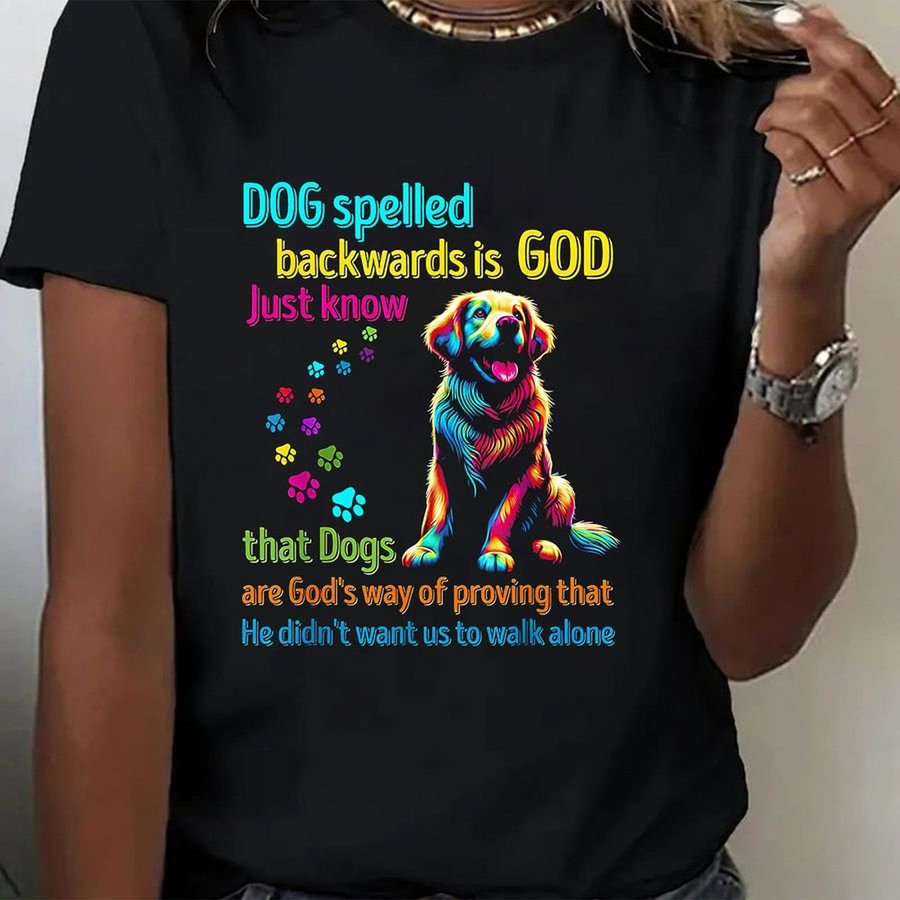 DOG spelled
backwards is GOD
Just know
that Dogs
are God's way of proving that
He didn't want us to walk alone